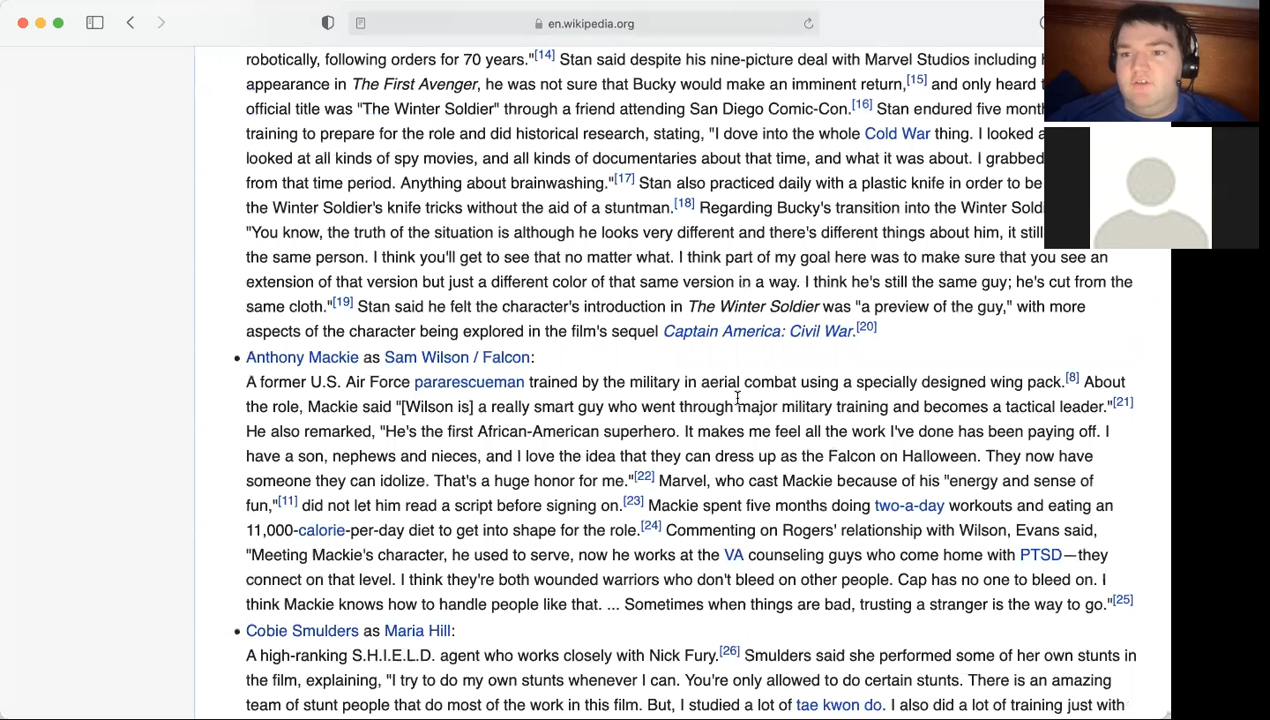 en.wikipedia.org
robotically, following orders for 70 years."[14] Stan said despite his nine-picture deal with Marvel Studios including
appearance in The First Avenger, he was not sure that Bucky would make an imminent return,[15] and only heard
official title was "The Winter Soldier" through a friend attending San Diego Comic-Con.[16] Stan endured five
training to prepare for the role and did historical research, stating, "I dove into the whole Cold War thing. I looked
looked at all kinds of spy movies, and all kinds of documentaries about that time, and what it was about. I grabbed
from that time period. Anything about brainwashing."[17] Stan also practiced daily with a plastic knife in order to be
the Winter Soldier's knife tricks without the aid of a stuntman.[18] Regarding Bucky's transition into the Winter
"You know, the truth of the situation is although he looks very different and there's different things about him, it still
the same person. I think you'll get to see that no matter what. I think part of my goal here was to make sure that you see an
extension of that version but just a different color of that same version in a way. I think he's still the same guy; he's cut from the
same cloth."[19] Stan said he felt the character's introduction in The Winter Soldier was "a preview of the guy," with more
aspects of the character being explored in the film's sequel Captain America: Civil War.[20]
• Anthony Mackie as Sam Wilson / Falcon:
A former U.S. Air Force pararescueman trained by the military in aerial combat using a specially designed wing pack.[8] About
the role, Mackie said "[Wilson is] a really smart guy who went through major military training and becomes a tactical leader."[21]
He also remarked, "He's the first African-American superhero. It makes me feel all the work I've done has been paying off. I
have a son, nephews and nieces, and I love the idea that they can dress up as the Falcon on Halloween. They now have
someone they can idolize. That's a huge honor for me."[22] Marvel, who cast Mackie because of his "energy and sense of
fun,"[11] did not let him read a script before signing on.[23] Mackie spent five months doing two-a-day workouts and eating an
11,000-calorie-per-day diet to get into shape for the role.[24] Commenting on Rogers' relationship with Wilson, Evans said,
"Meeting Mackie's character, he used to serve, now he works at the VA counseling guys who come home with PTSD—they
connect on that level. I think they're both wounded warriors who don't bleed on other people. Cap has no one to bleed on. I
think Mackie knows how to handle people like that. ... Sometimes when things are bad, trusting a stranger is the way to go."[25]
• Cobie Smulders as Maria Hill:
A high-ranking S.H.I.E.L.D. agent who works closely with Nick Fury.[26] Smulders said she performed some of her own stunts in
the film, explaining, "I try to do my own stunts whenever I can. You're only allowed to do certain stunts. There is an amazing
team of stunt people that do most of the work in this film. But, I studied a lot of tae kwon do. I also did a lot of training just with